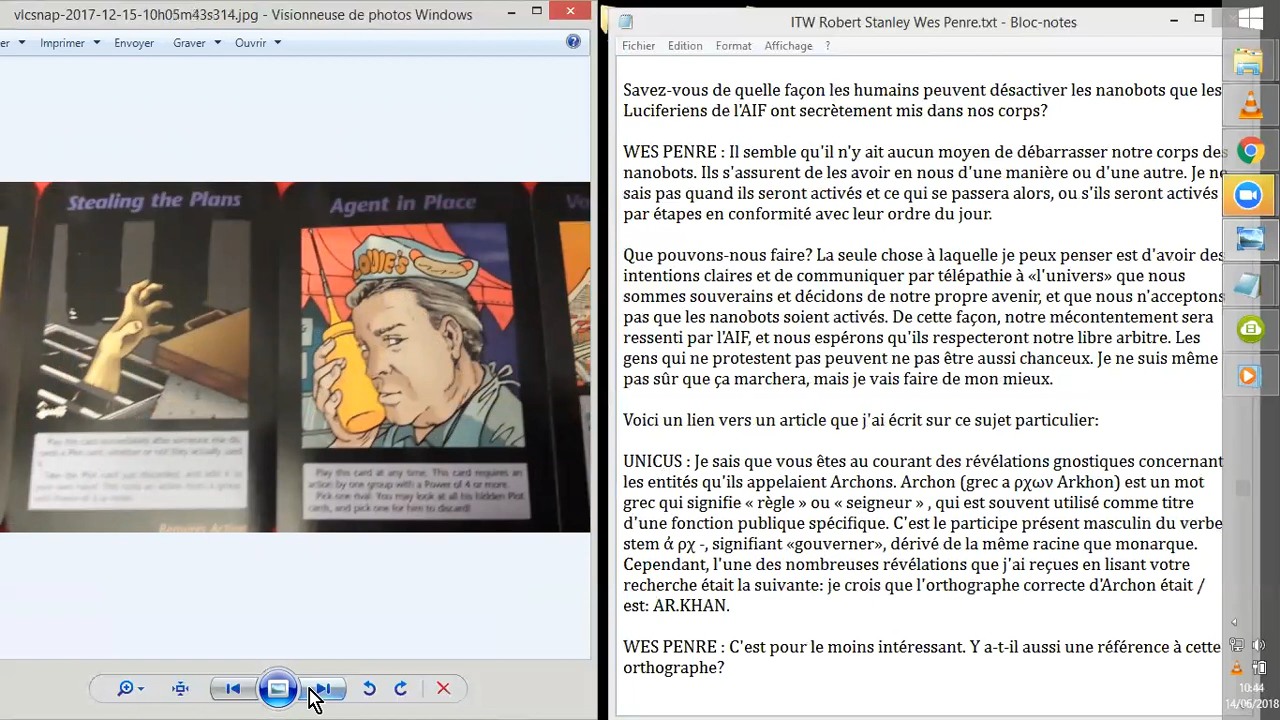 vlcsnap-2017-12-15-10h05m43s314.jpg - Visionneuse de photos Windows
er Imprimer Envoyer Graver Ouvrir
Stealing the Plans
Agent in Place
Play this card at any time. This card requires an
action by one group with a Power of 4 or more.
Pick one rival. You may look at all his hidden Plot
cards, and pick one for him to discard!
Requires Action
ITW Robert Stanley Wes Penre.txt - Bloc-notes
Fichier Edition Format Affichage ?
Savez-vous de quelle façon les humains peuvent désactiver les nanobots que les
Luciferiens de l'AIF ont secrètement mis dans nos corps?
WES PENRE : Il semble qu'il n'y ait aucun moyen de débarrasser notre corps des
nanobots. Ils s'assurent de les avoir en nous d'une manière ou d'une autre. Je ne
sais pas quand ils seront activés et ce qui se passera alors, ou s'ils seront activés
par étapes en conformité avec leur ordre du jour.
Que pouvons-nous faire? La seule chose à laquelle je peux penser est d'avoir des
intentions claires et de communiquer par télépathie à «l'univers» que nous
sommes souverains et décidons de notre propre avenir, et que nous n'acceptons
pas que les nanobots soient activés. De cette façon, notre mécontentement sera
ressenti par l'AIF, et nous espérons qu'ils respecteront notre libre arbitre. Les
gens qui ne protestent pas peuvent ne pas être aussi chanceux. Je ne suis même
pas sûr que ça marchera, mais je vais faire de mon mieux.
Voici un lien vers un article que j'ai écrit sur ce sujet particulier:
UNICUS : Je sais que vous êtes au courant des révélations gnostiques concernant
les entités qu'ils appelaient Archons. Archon (grec a ρχων Arkhon) est un mot
grec qui signifie « règle » ou « seigneur » , qui est souvent utilisé comme titre
d'une fonction publique spécifique. C'est le participe présent masculin du verbe
stem ἀ ρχ -, signifiant «gouverner», dérivé de la même racine que monarque.
Cependant, l'une des nombreuses révélations que j'ai reçues en lisant votre
recherche était la suivante: je crois que l'orthographe correcte d'Archon était /
est: AR.KHAN.
WES PENRE : C'est pour le moins intéressant. Y a-t-il aussi une référence à cette
orthographe?
10:44
14/06/2018